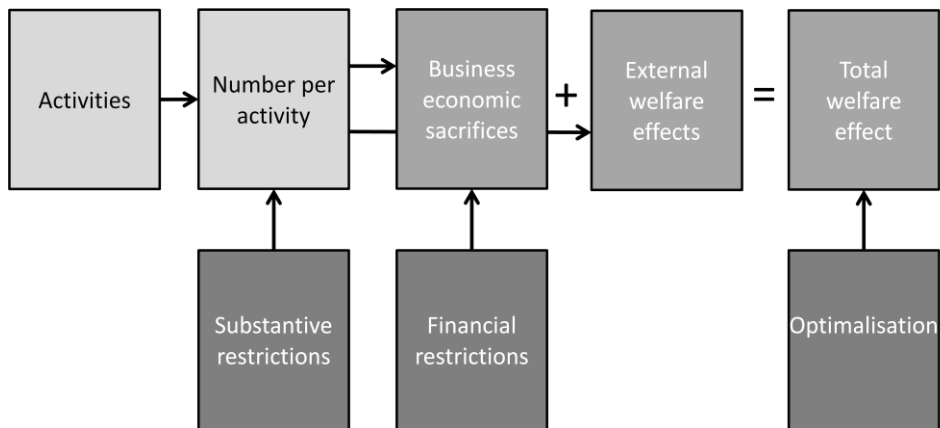 Activities
Number per
activity
Business
economic
sacrifices
+
External
welfare
effects
=
Total
welfare
effect
Substantive
restrictions
Financial
restrictions
Optimalisation